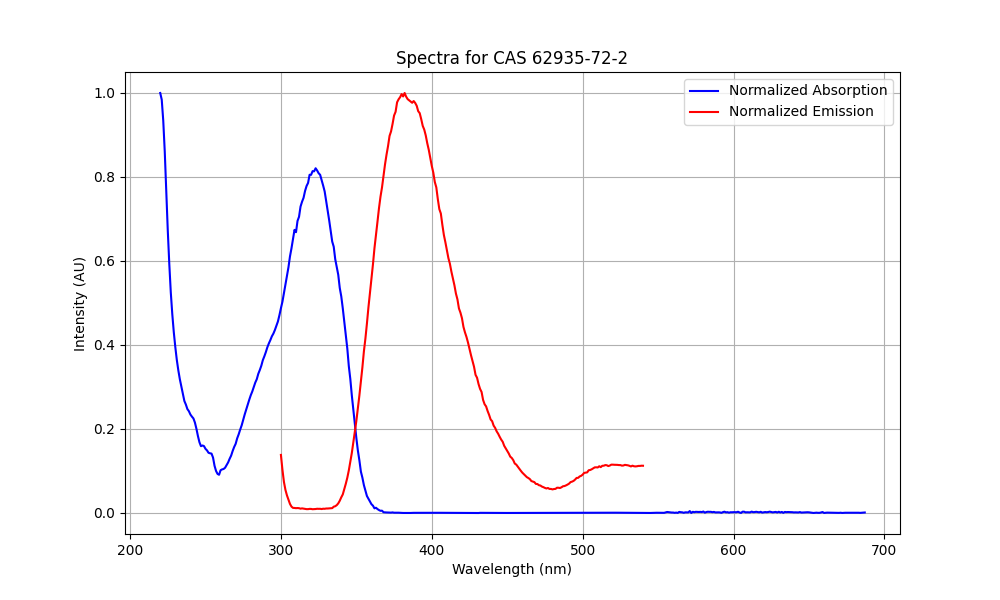 Spectra for CAS 62935-72-2
Normalized Absorption
Normalized Emission
Intensity (AU)
1.0
0.8
0.6
0.4
0.2
0.0
200 300 400 500 600 700
Wavelength (nm)